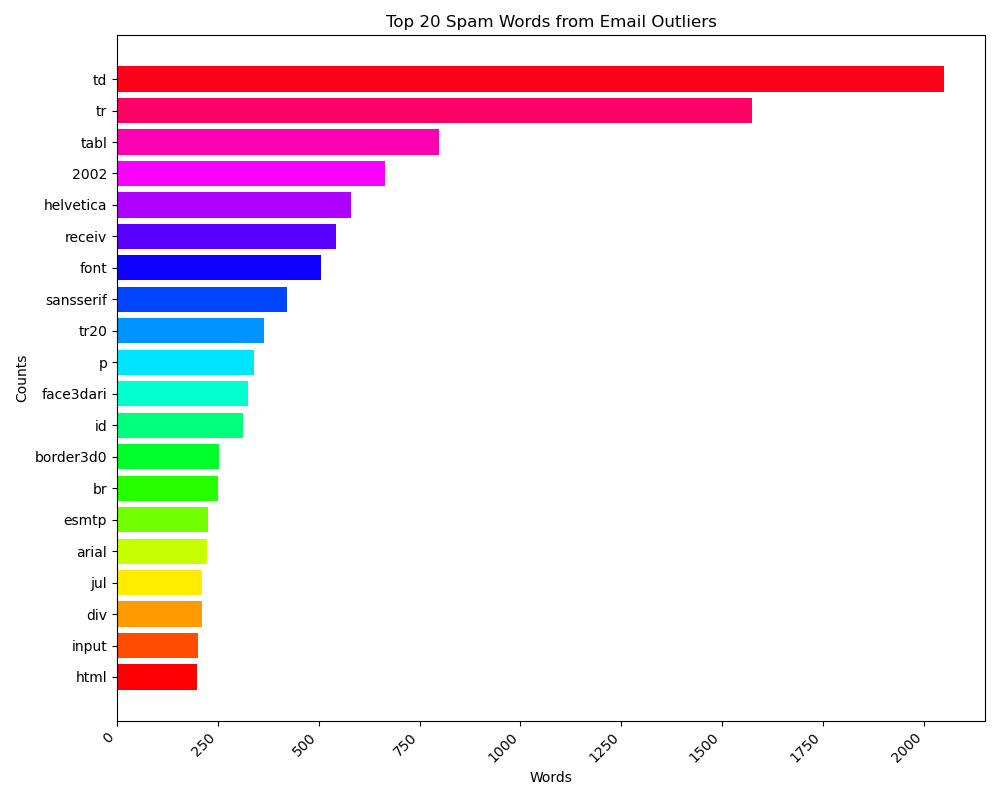 Top 20 Spam Words from Email Outliers
td
tr
tabl
2002
helvetica
receiv
font
sansserif
tr20
p
face3dari
id
border3d0
br
esmtp
arial
jul
div
input
html
Counts
0 250 500 750 1000 1250 1500 1750 2000
Words